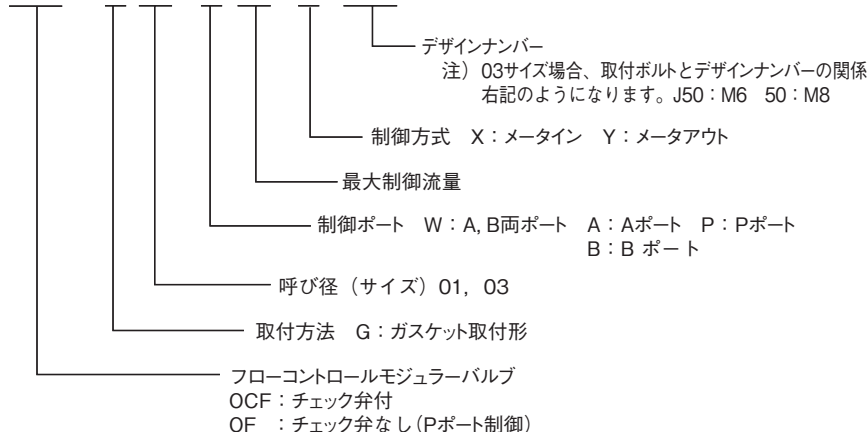 デザインナンバー
注）03サイズ場合、取付ボルトとデザインナンバーの関係
右記のようになります。J50：M6　50：M8
制御方式　X：メータイン　Y：メータアウト
最大制御流量
制御ポート　W：A, B両ポート　A：Aポート　P：Pポート
B：B ポート
呼び径（サイズ）01，03
取付方法　G：ガスケット取付形
フローコントロールモジュラーバルブ
OCF：チェック弁付
OF　：チェック弁なし（Pポート制御）